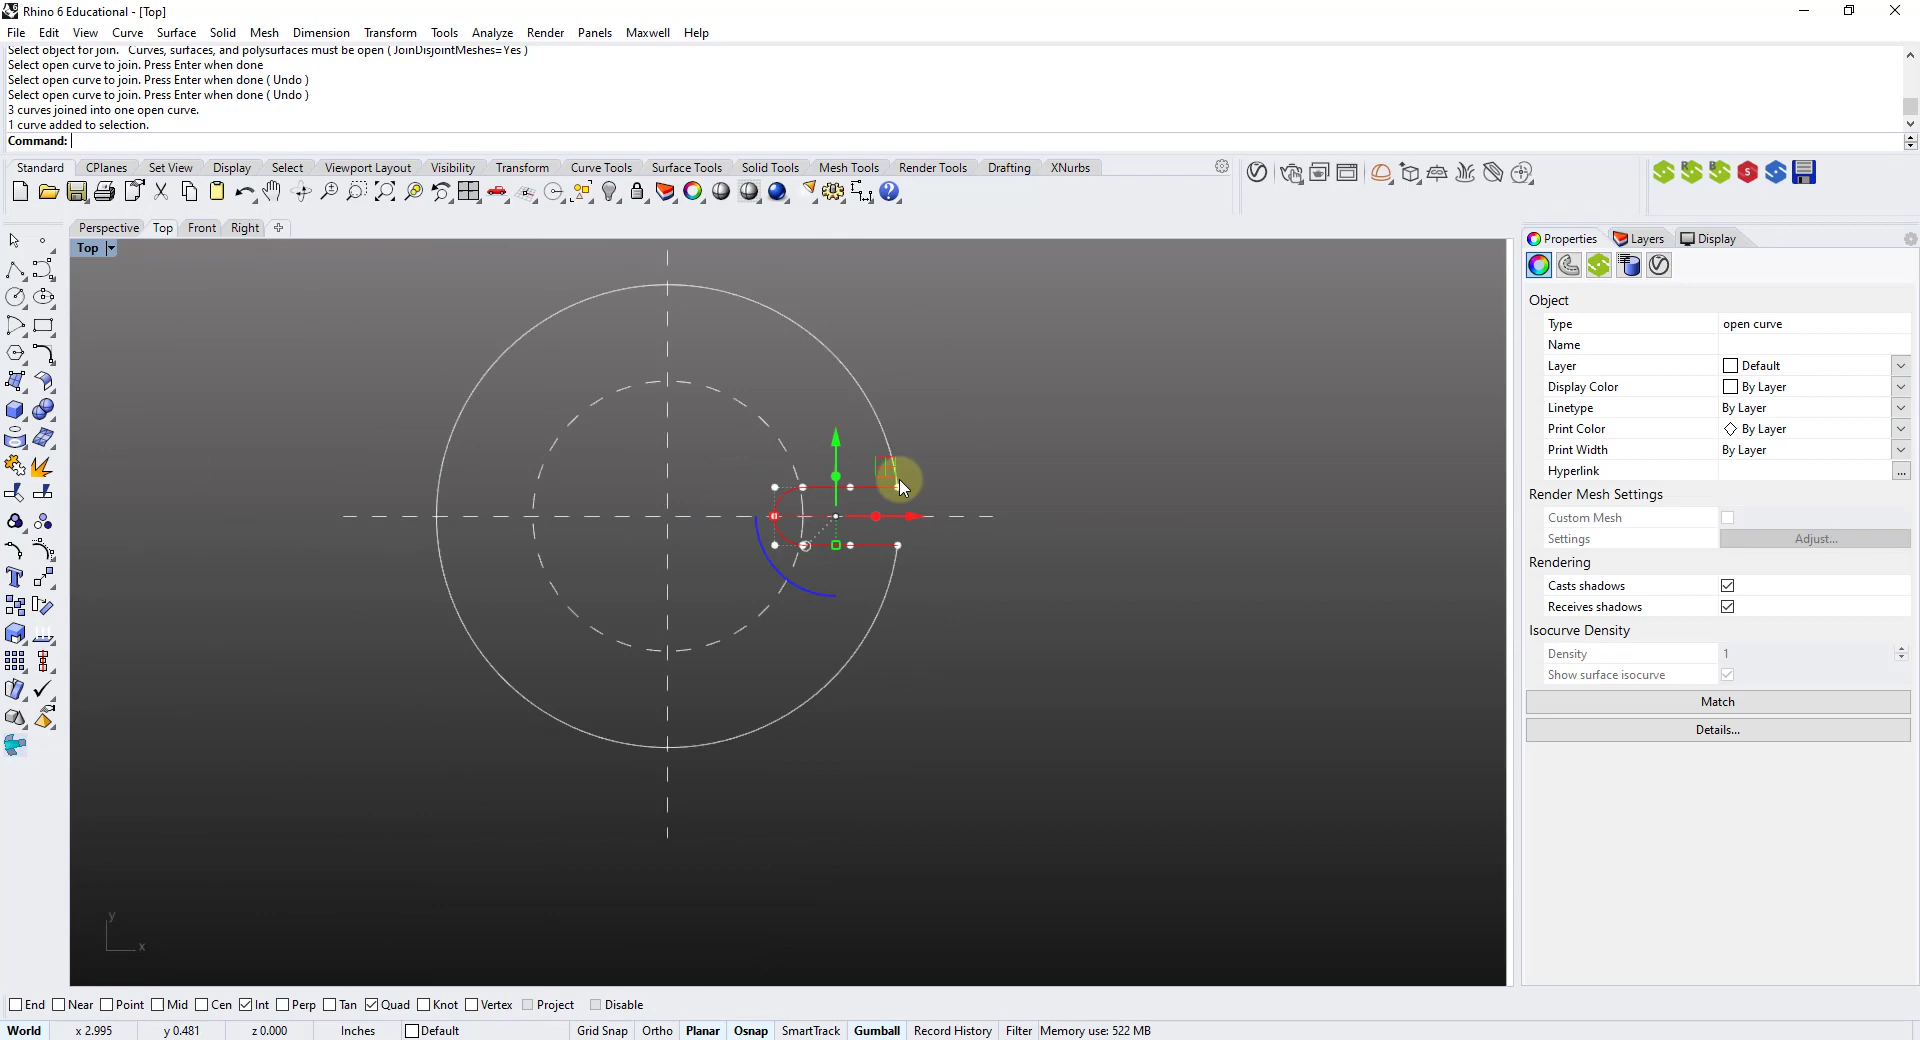 Rhino 6 Educational - [Top]
File Edit View Curve Surface Solid Mesh Dimension Transform Tools Analyze Render Panels Maxwell Help
Select object for join. Curves, surfaces, and polysurfaces must be open ( JoinDisjointMeshes=Yes )
Select open curve to join. Press Enter when done
Select open curve to join. Press Enter when done ( Undo )
Select open curve to join. Press Enter when done ( Undo )
3 curves joined into one open curve.
1 curve added to selection.
Command:
Standard CPlanes Set View Display Select Viewport Layout Visibility Transform Curve Tools Surface Tools Solid Tools Mesh Tools Render Tools Drafting XNurbs
Perspective Top Front Right
Top
Properties Layers Display
Object
Type open curve
Name
Layer Default
Display Color By Layer
Linetype By Layer
Print Color By Layer
Print Width By Layer
Hyperlink ...
Render Mesh Settings
Custom Mesh
Settings Adjust...
Rendering
Casts shadows
Receives shadows
Isocurve Density
Density 1
Show surface isocurve
Match
Details...
y
x
End Near Point Mid Cen Int Perp Tan Quad Knot Vertex Project Disable
World x 2.995 y 0.481 z 0.000 Inches Default Grid Snap Ortho Planar Osnap SmartTrack Gumball Record History Filter Memory use: 522 MB